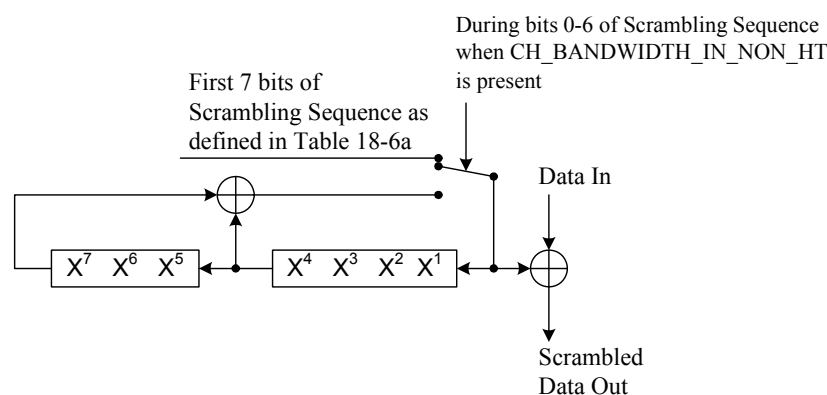 During bits 0-6 of Scrambling Sequence
when CH_BANDWIDTH_IN_NON_HT
is present
First 7 bits of
Scrambling Sequence as
defined in Table 18-6a
Data In
X7 X6 X5
X4 X3 X2 X1
Scrambled
Data Out